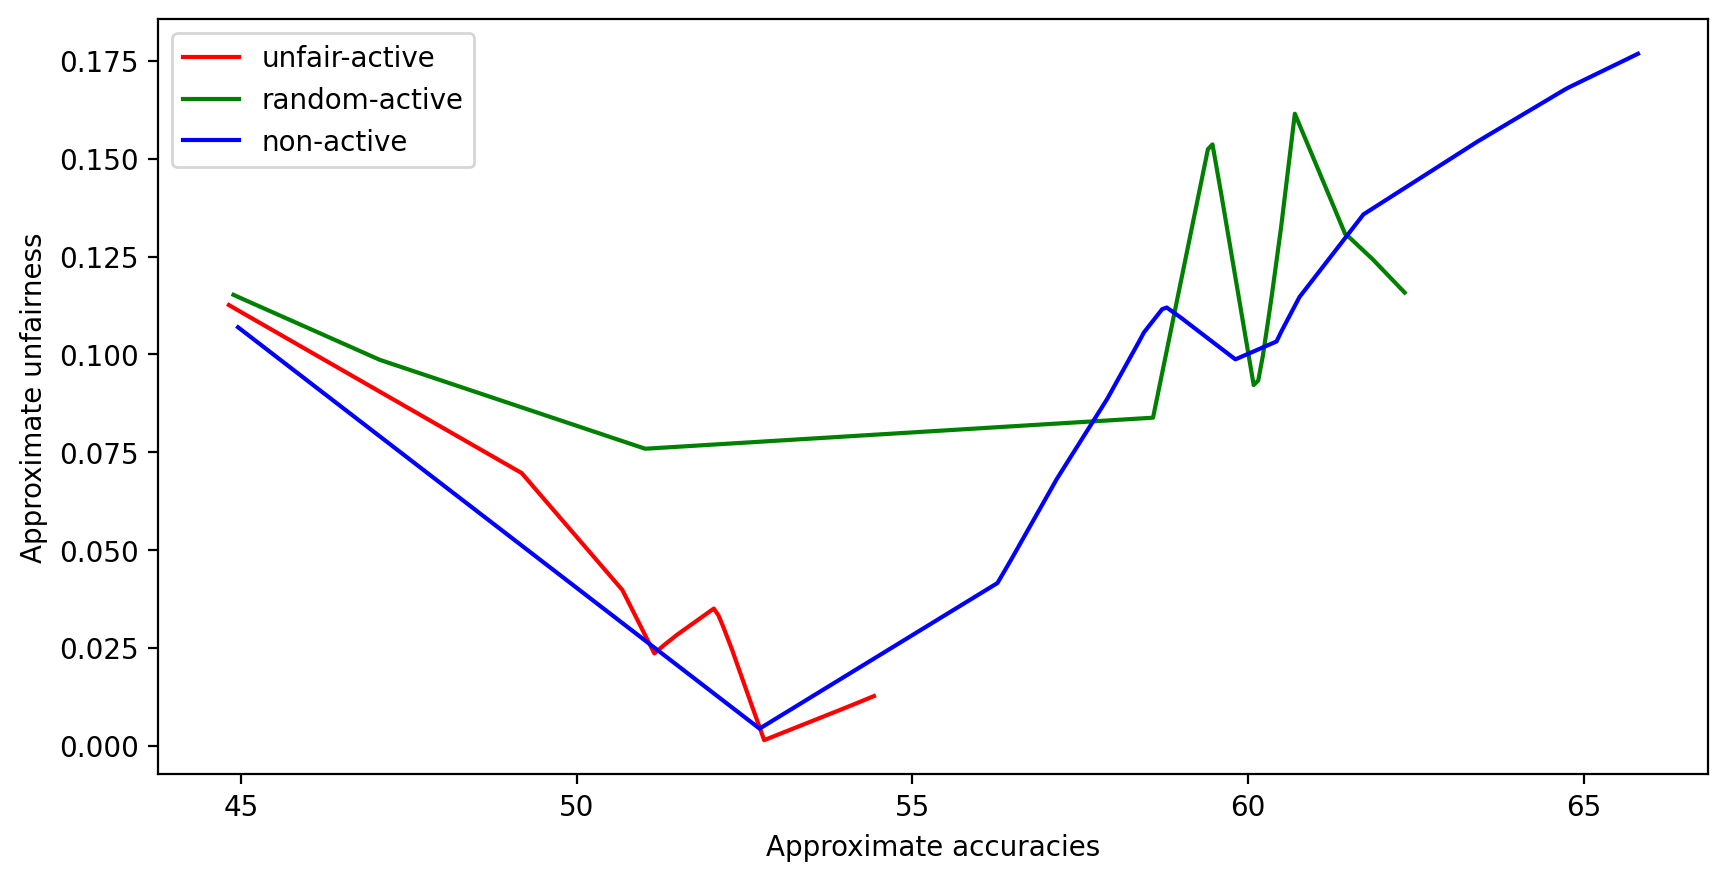 unfair-active
random-active
non-active
0.175
0.150
0.125
0.100
0.075
0.050
0.025
0.000
Approximate unfairness
45 50 55 60 65
Approximate accuracies